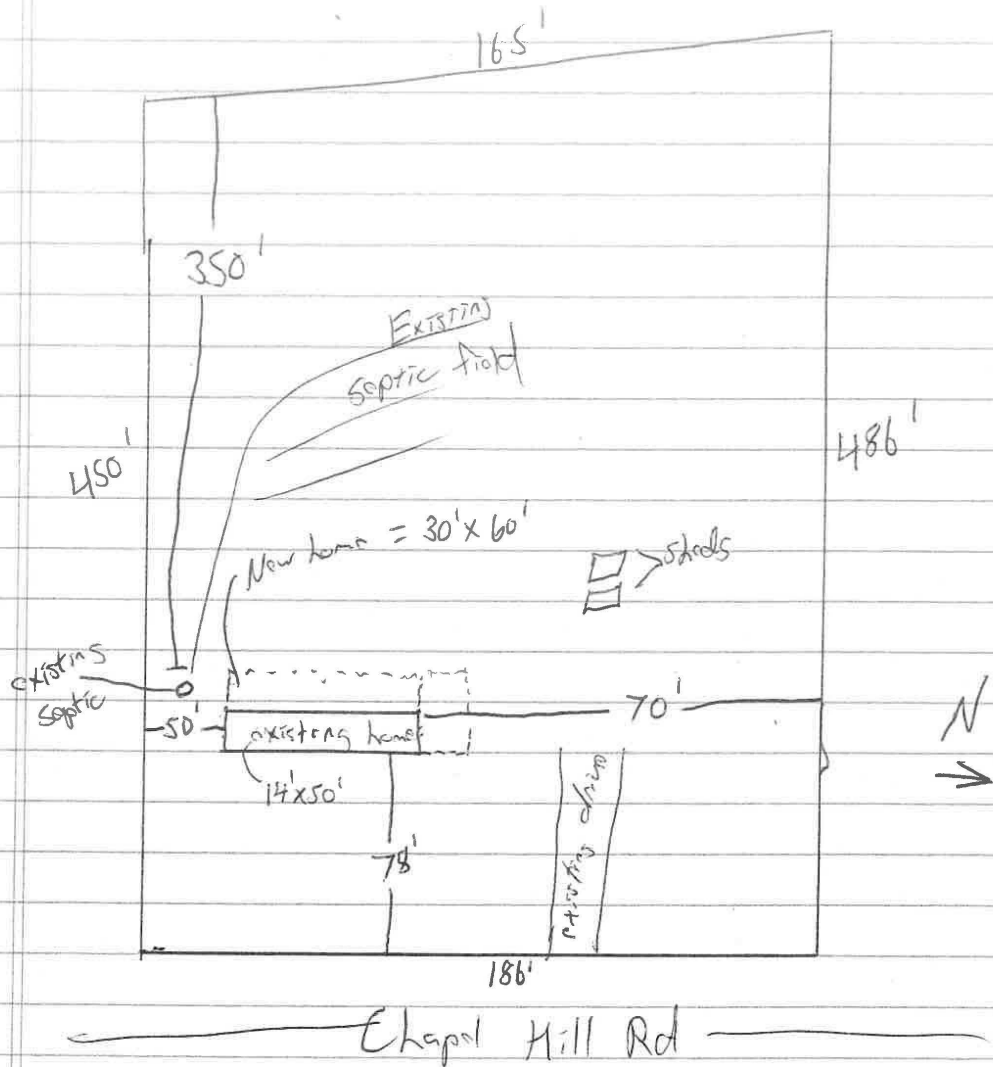 165'
350'
Existing
septic field
450'
486'
New home = 30' x 60'
sheds
existing
septic
50'
existing home
70'
N
14'x50'
existing drive
78'
186'
Chapel Hill Rd